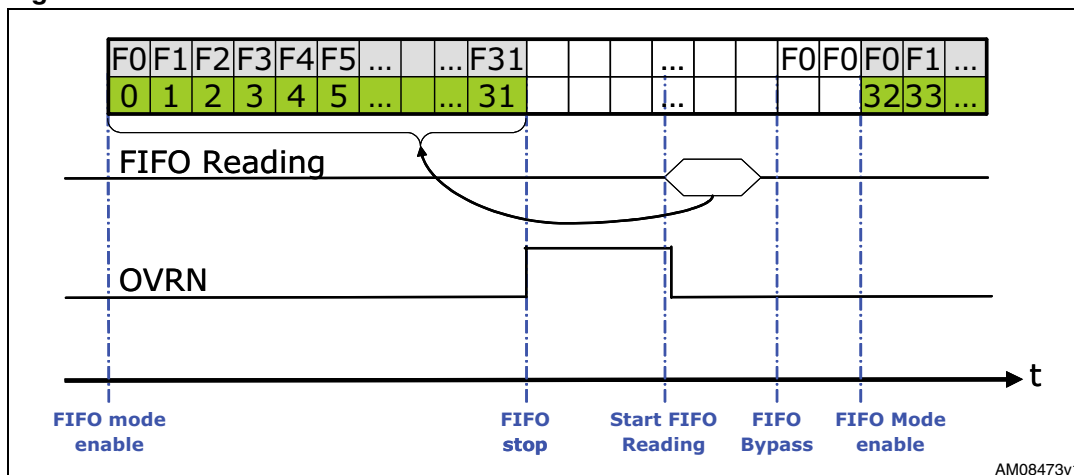 F0 F1 F2 F3 F4 F5 ... ... F31 ... F0 F0 F0 F1 ...
0 1 2 3 4 5 ... ... 31 ... 32 33 ...
FIFO Reading
OVRN
t
FIFO mode enable
FIFO stop
Start FIFO Reading
FIFO Bypass
FIFO Mode enable